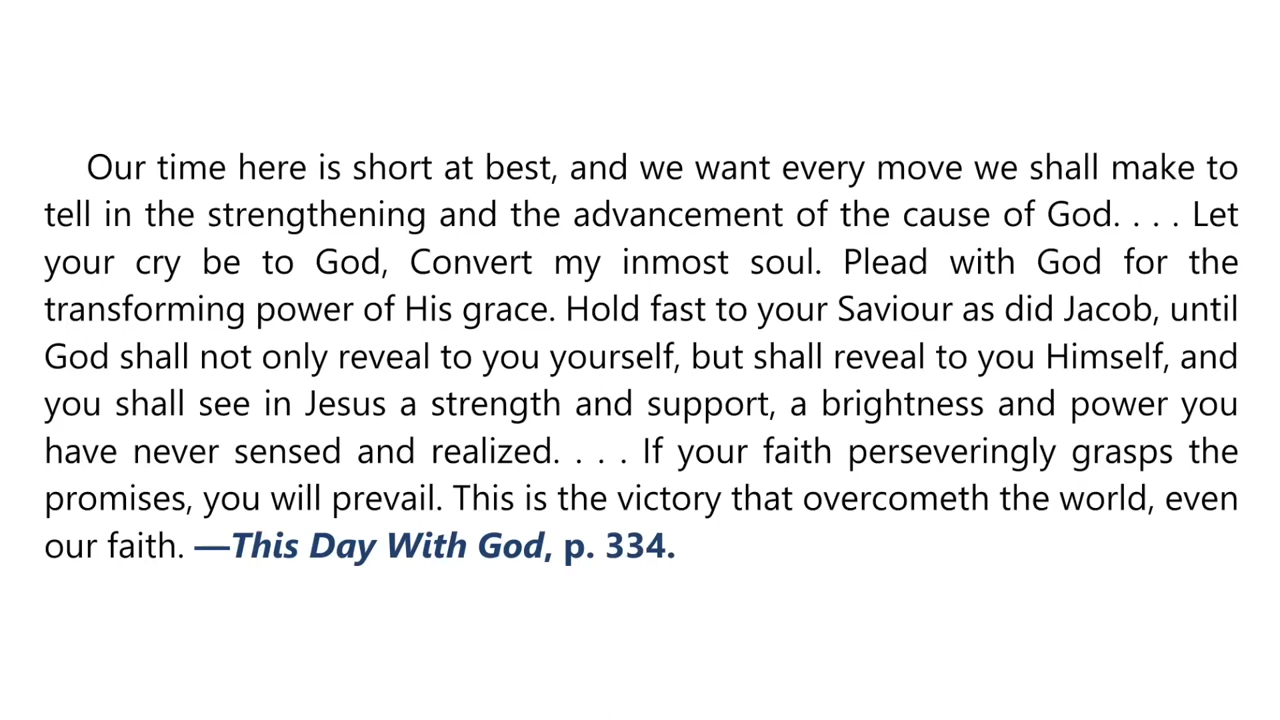 Our time here is short at best, and we want every move we shall make to
tell in the strengthening and the advancement of the cause of God. . . . Let
your cry be to God, Convert my inmost soul. Plead with God for the
transforming power of His grace. Hold fast to your Saviour as did Jacob, until
God shall not only reveal to you yourself, but shall reveal to you Himself, and
you shall see in Jesus a strength and support, a brightness and power you
have never sensed and realized. . . . If your faith perseveringly grasps the
promises, you will prevail. This is the victory that overcometh the world, even
our faith. —This Day With God, p. 334.